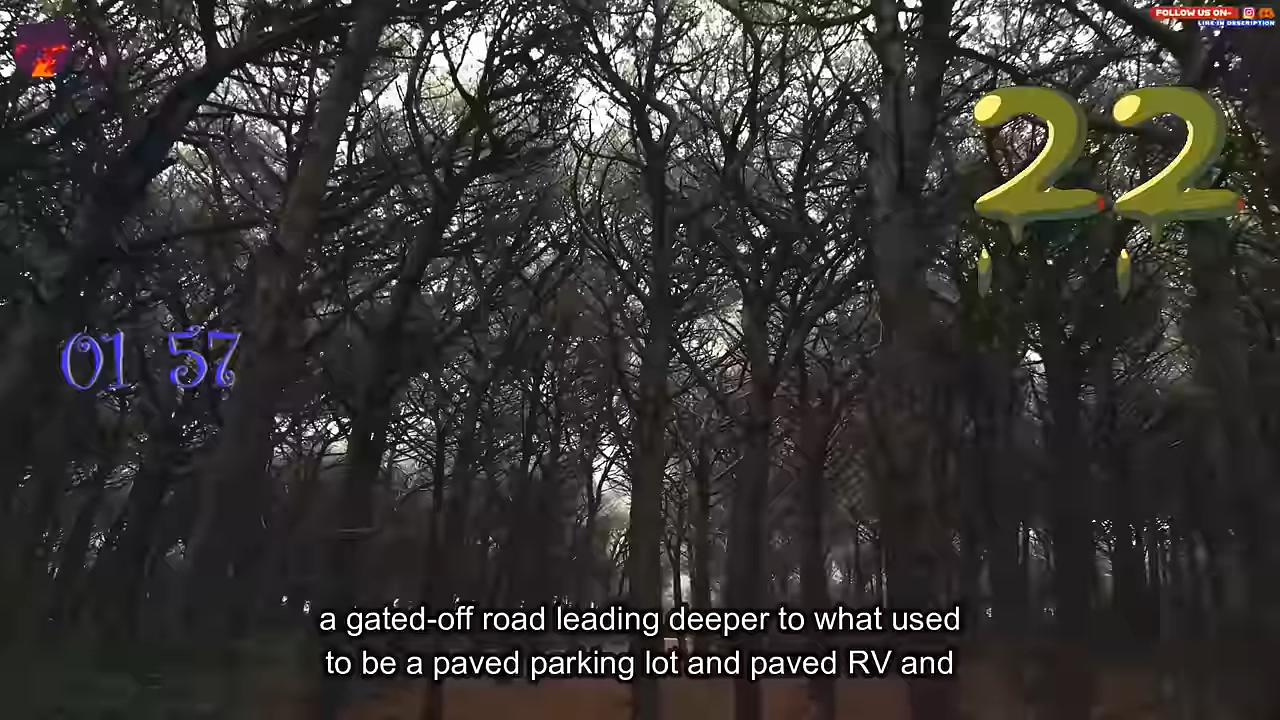 FOLLOW US ON-
LINK IN DESCRIPTION
22
01 57
a gated-off road leading deeper to what used
to be a paved parking lot and paved RV and